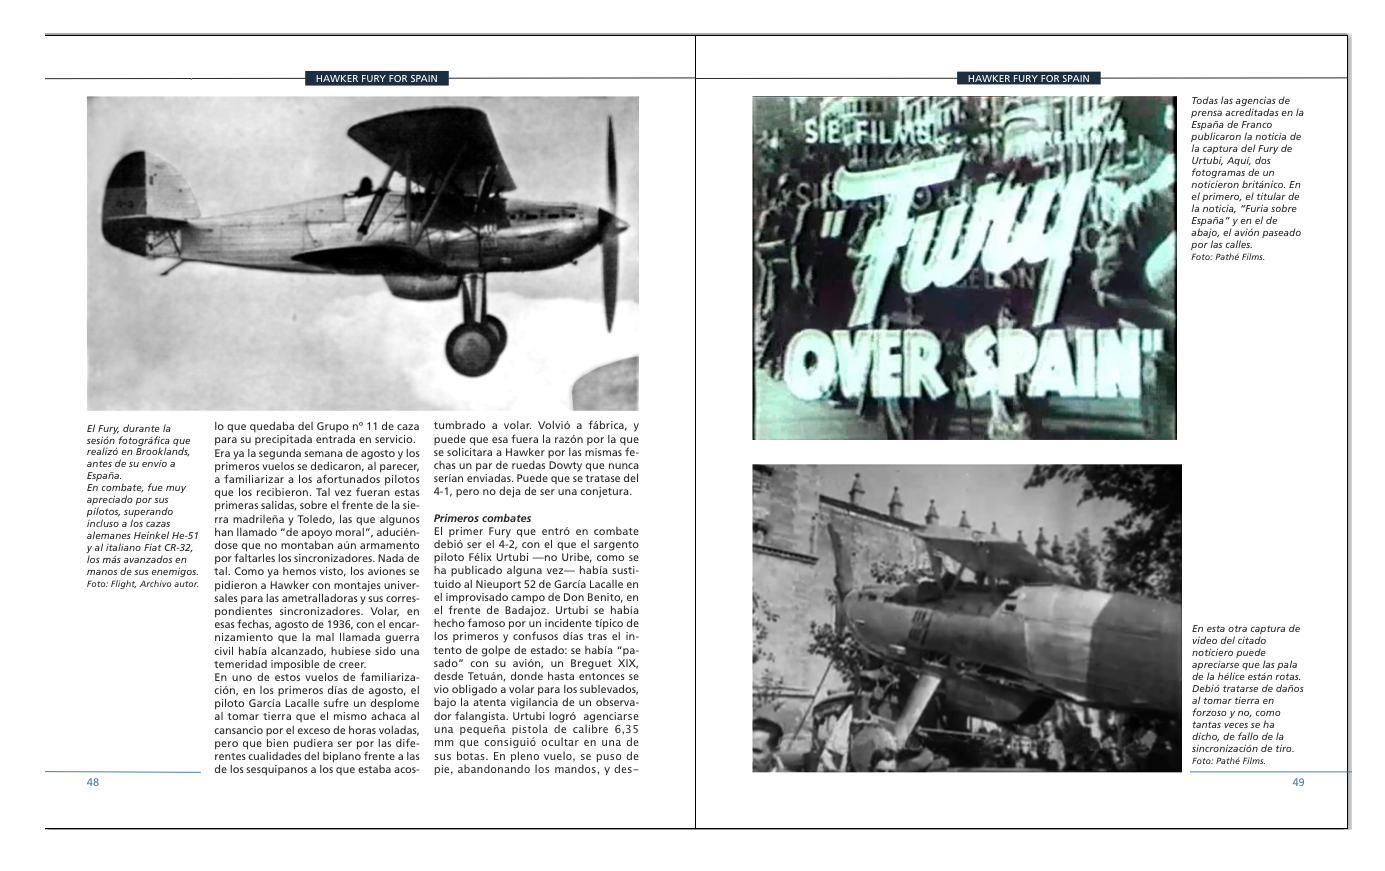 HAWKER FURY FOR SPAIN
El Fury, durante la
sesión fotográfica que
realizó en Brooklands,
antes de su envío a
España.
En combate, fue muy
apreciado por sus
pilotos, superando
incluso a los cazas
alemanes Heinkel He-51
y al italiano Fiat CR-32,
los más avanzados en
manos de sus enemigos.
Foto: Flight, Archivo autor.
lo que quedaba del Grupo nº 11 de caza
para su precipitada entrada en servicio.
Era ya la segunda semana de agosto y los
primeros vuelos se dedicaron, al parecer,
a familiarizar a los afortunados pilotos
que los recibieron. Tal vez fueran estas
primeras salidas, sobre el frente de la sie-
rra madrileña y Toledo, las que algunos
han llamado “de apoyo moral”, aducién-
dose que no montaban aún armamento
por faltarles los sincronizadores. Nada de
tal. Como ya hemos visto, los aviones se
pidieron a Hawker con montajes univer-
sales para las ametralladoras y sus corres-
pondientes sincronizadores. Volar, en
esas fechas, agosto de 1936, con el encar-
nizamiento que la mal llamada guerra
civil había alcanzado, hubiese sido una
temeridad imposible de creer.
En uno de estos vuelos de familiariza-
ción, en los primeros días de agosto, el
piloto García Lacalle sufre un desplome
al tomar tierra que el mismo achaca al
cansancio por el exceso de horas voladas,
pero que bien pudiera ser por las dife-
rentes cualidades del biplano frente a las
de los sesquipanos a los que estaba acos-
tumbrado a volar. Volvió a fábrica, y
puede que esa fuera la razón por la que
se solicitara a Hawker por las mismas fe-
chas un par de ruedas Dowty que nunca
serían enviadas. Puede que se tratase del
4-1, pero no deja de ser una conjetura.
Primeros combates
El primer Fury que entró en combate
debió ser el 4-2, con el que el sargento
piloto Félix Urtubi —no Uribe, como se
ha publicado alguna vez— había susti-
tuido al Nieuport 52 de García Lacalle en
el improvisado campo de Don Benito, en
el frente de Badajoz. Urtubi se había
hecho famoso por un incidente típico de
los primeros y confusos días tras el in-
tento de golpe de estado: se había “pa-
sado” con su avión, un Breguet XIX,
desde Tetuán, donde hasta entonces se
vio obligado a volar para los sublevados,
bajo la atenta vigilancia de un observa-
dor falangista. Urtubi logró agenciarse
una pequeña pistola de calibre 6,35
mm que consiguió ocultar en una de
sus botas. En pleno vuelo, se puso de
pie, abandonando los mandos, y des–
48
HAWKER FURY FOR SPAIN
"Fury
OVER SPAIN"
Todas las agencias de
prensa acreditadas en la
España de Franco
publicaron la noticia de
la captura del Fury de
Urtubi, Aquí, dos
fotogramas de un
noticieron británico. En
el primero, el titular de
la noticia, “Furia sobre
España” y en el de
abajo, el avión paseado
por las calles.
Foto: Pathé Films.
En esta otra captura de
video del citado
noticiero puede
apreciarse que las pala
de la hélice están rotas.
Debió tratarse de daños
al tomar tierra en
forzoso y no, como
tantas veces se ha
dicho, de fallo de la
sincronización de tiro.
Foto: Pathé Films.
49